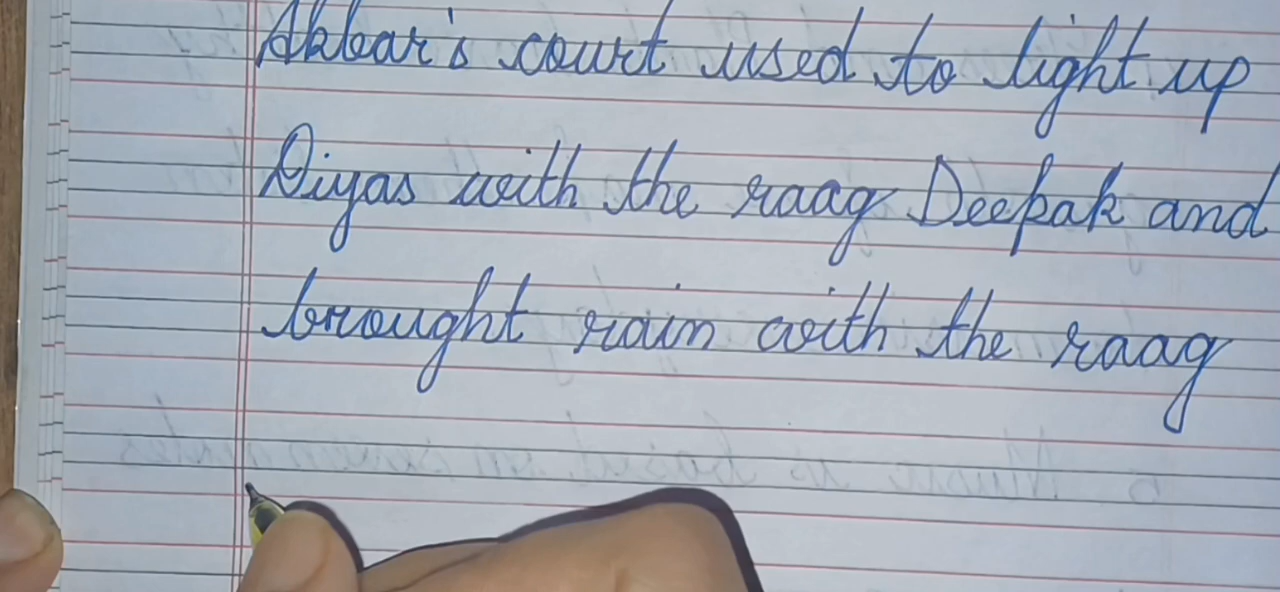 Akbar's court used to light up
Diyas with the raag Deepak and
brought rain with the raag